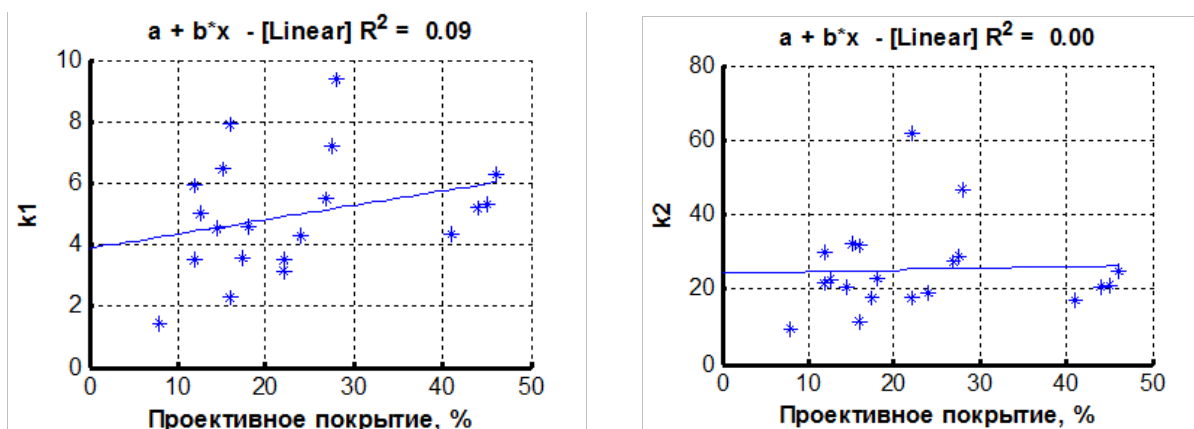 a + b*x - [Linear] R² = 0.09
10
8
6
4
2
0
k1
0 10 20 30 40 50
Проективное покрытие, %
a + b*x - [Linear] R² = 0.00
80
60
40
20
0
k2
0 10 20 30 40 50
Проективное покрытие, %